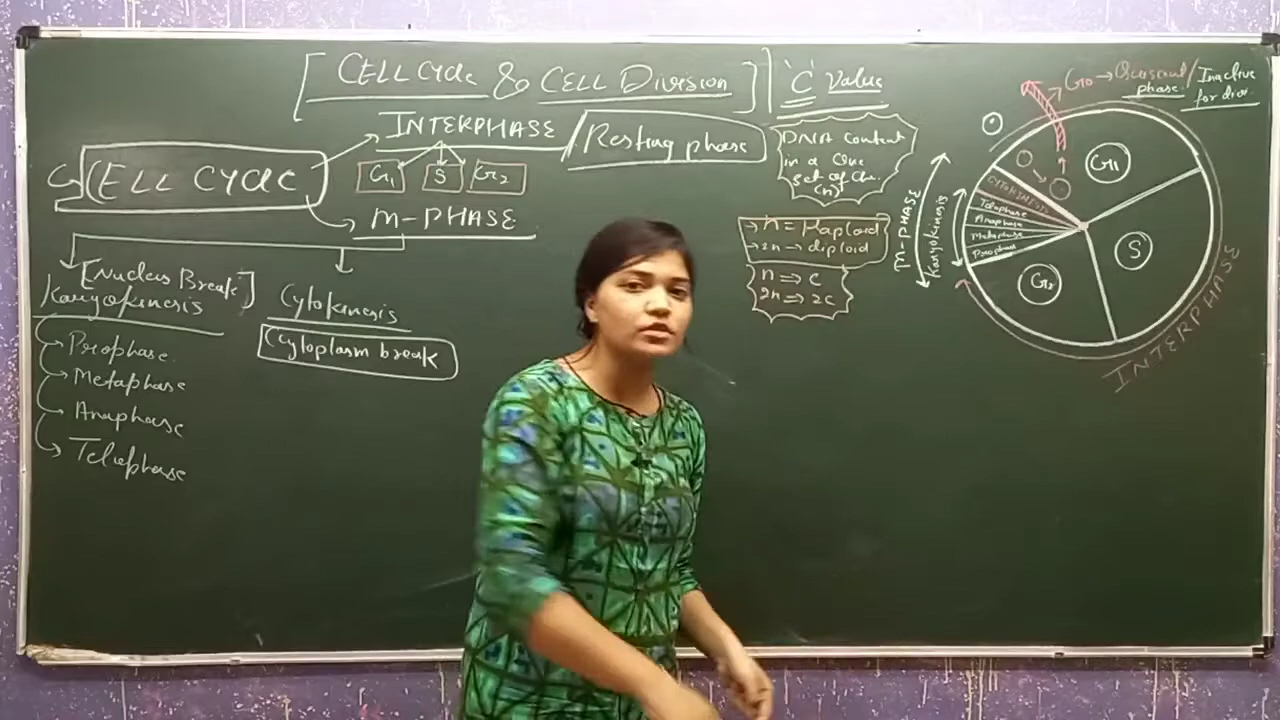 [CELL CYCLE & CELL DIVISION]
'C' Value
G0 → Quiescent phase / Inactive for divi.
INTERPHASE / Resting phase
G1 S G2
CELL CYCLE
M-PHASE
DNA Content
in a One
set of Chr.
(n)
→ n = Haploid
→ 2n → diploid
n ⇒ C
2n ⇒ 2C
[Nucleus Break]
Karyokinesis
→ Prophase
→ Metaphase
→ Anaphase
→ Telophase
Cytokinesis
Cytoplasm break
M-PHASE
Karyokinesis
CYTOKINESIS
Telophase
Anaphase
Metaphase
Prophase
G1
S
G2
INTERPHASE